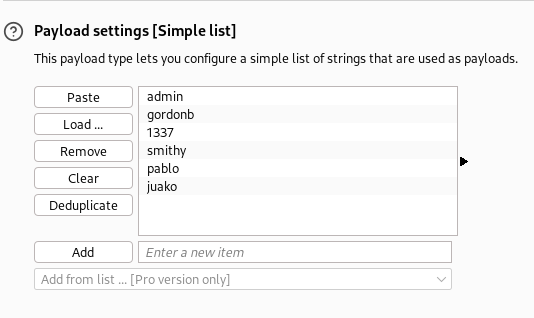 Payload settings [Simple list]
This payload type lets you configure a simple list of strings that are used as payloads.
Paste
Load ...
Remove
Clear
Deduplicate
admin
gordonb
1337
smithy
pablo
juako
Add
Enter a new item
Add from list ... [Pro version only]